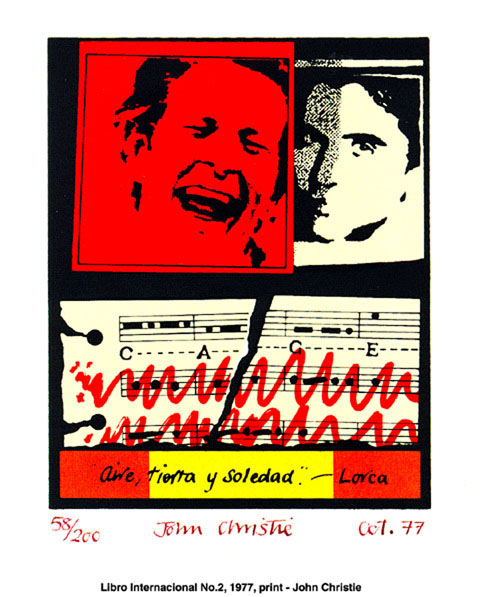 C A G E
"Aire, tierra y soledad". — Lorca
58/200 John Christie Oct. 77
Libro Internacional No.2, 1977, print - John Christie